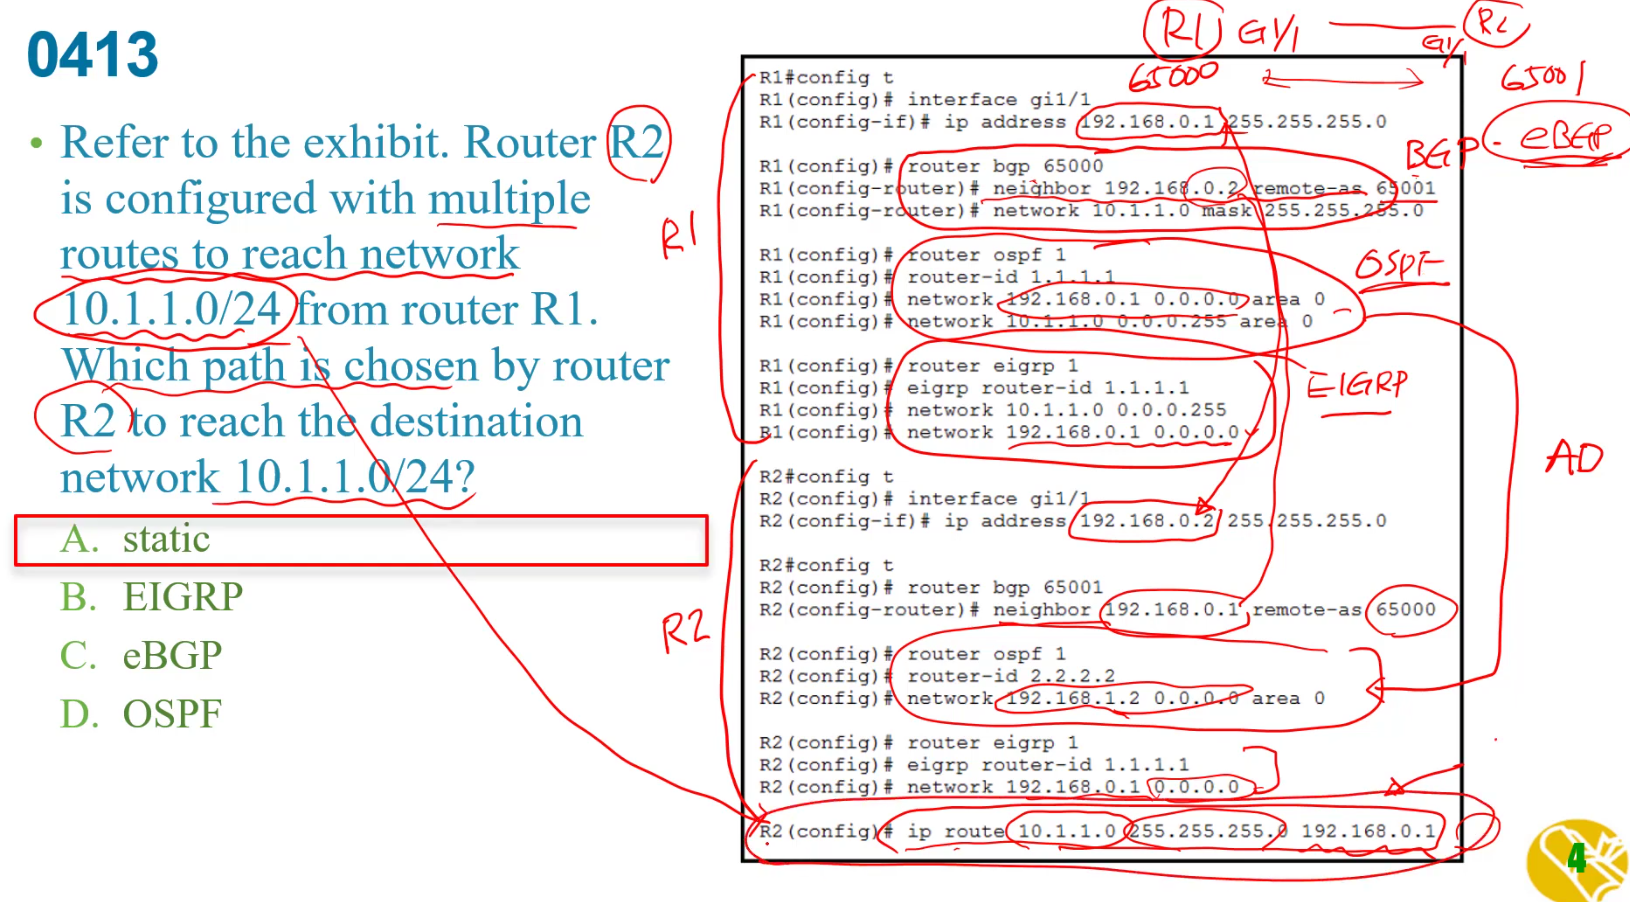 0413
• Refer to the exhibit. Router R2
is configured with multiple
routes to reach network
10.1.1.0/24 from router R1.
Which path is chosen by router
R2 to reach the destination
network 10.1.1.0/24?
A. static
B. EIGRP
C. eBGP
D. OSPF
R1 G1/1 R2
G1/1
65000 65001
R1#config t
R1(config)# interface gi1/1
R1(config-if)# ip address 192.168.0.1 255.255.255.0
R1(config)# router bgp 65000
R1(config-router)# neighbor 192.168.0.2 remote-as 65001
R1(config-router)# network 10.1.1.0 mask 255.255.255.0
BGP - eBGP
R1
R1(config)# router ospf 1
R1(config)# router-id 1.1.1.1
R1(config)# network 192.168.0.1 0.0.0.0 area 0
R1(config)# network 10.1.1.0 0.0.0.255 area 0
OSPF
R1(config)# router eigrp 1
R1(config)# eigrp router-id 1.1.1.1
R1(config)# network 10.1.1.0 0.0.0.255
R1(config)# network 192.168.0.1 0.0.0.0
EIGRP
AD
R2#config t
R2(config)# interface gi1/1
R2(config-if)# ip address 192.168.0.2 255.255.255.0
R2#config t
R2(config)# router bgp 65001
R2(config-router)# neighbor 192.168.0.1 remote-as 65000
R2
R2(config)# router ospf 1
R2(config)# router-id 2.2.2.2
R2(config)# network 192.168.1.2 0.0.0.0 area 0
R2(config)# router eigrp 1
R2(config)# eigrp router-id 1.1.1.1
R2(config)# network 192.168.0.1 0.0.0.0
R2(config)# ip route 10.1.1.0 255.255.255.0 192.168.0.1
4